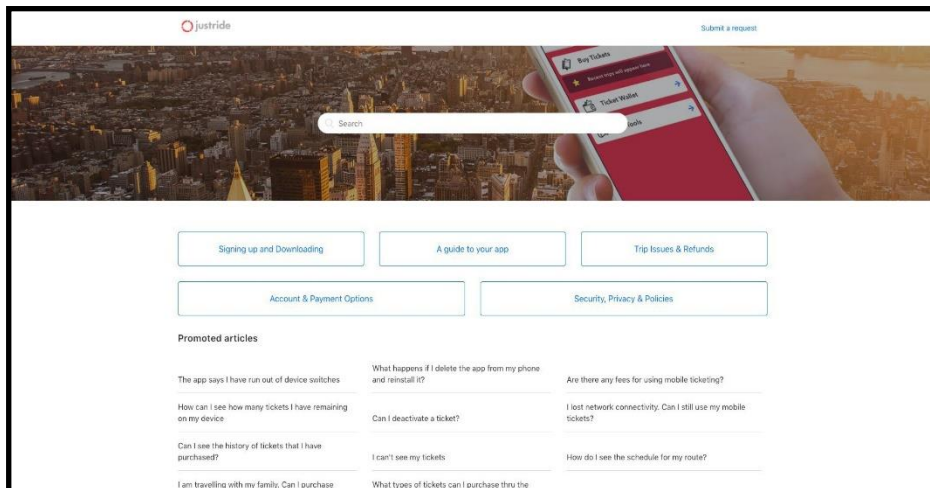 justride
Submit a request
Buy Tickets
Recent trips will appear here
Ticket Wallet
Tools
Search
Signing up and Downloading
A guide to your app
Trip Issues & Refunds
Account & Payment Options
Security, Privacy & Policies
Promoted articles
The app says I have run out of device switches
What happens if I delete the app from my phone
and reinstall it?
Are there any fees for using mobile ticketing?
How can I see how many tickets I have remaining
on my device
Can I deactivate a ticket?
I lost network connectivity. Can I still use my mobile
tickets?
Can I see the history of tickets that I have
purchased?
I can't see my tickets
How do I see the schedule for my route?
I am travelling with my family. Can I purchase
What types of tickets can I purchase thru the